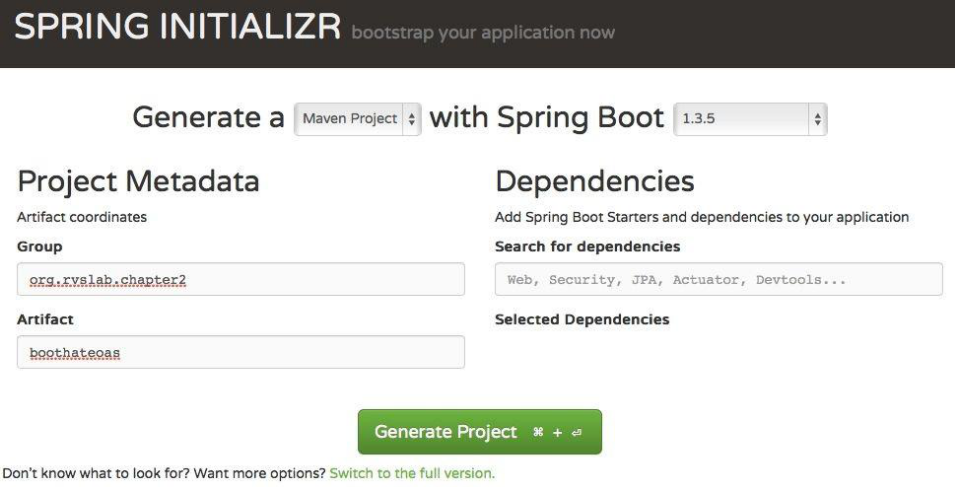 SPRING INITIALIZR bootstrap your application now
Generate a Maven Project with Spring Boot 1.3.5
Project Metadata
Artifact coordinates
Group
org.rvslab.chapter2
Artifact
boothateoas
Dependencies
Add Spring Boot Starters and dependencies to your application
Search for dependencies
Web, Security, JPA, Actuator, Devtools...
Selected Dependencies
Generate Project ⌘ + ⏎
Don't know what to look for? Want more options? Switch to the full version.